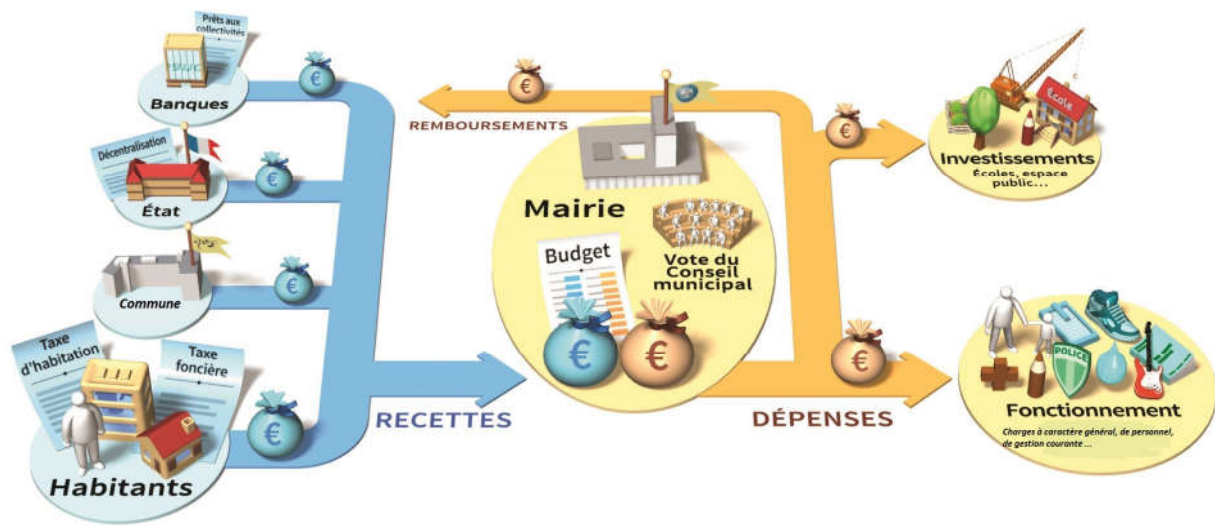 Prêts aux
collectivités
Banques
Décentralisation
État
Commune
Taxe
d'habitation
Taxe
foncière
Habitants
€
€
€
€
RECETTES
€
REMBOURSEMENTS
Mairie
Budget
Vote du
Conseil
municipal
€
€
DÉPENSES
€
€
École
Investissements
Écoles, espace
public...
POLICE
Fonctionnement
Charges à caractère général, de personnel,
de gestion courante ...